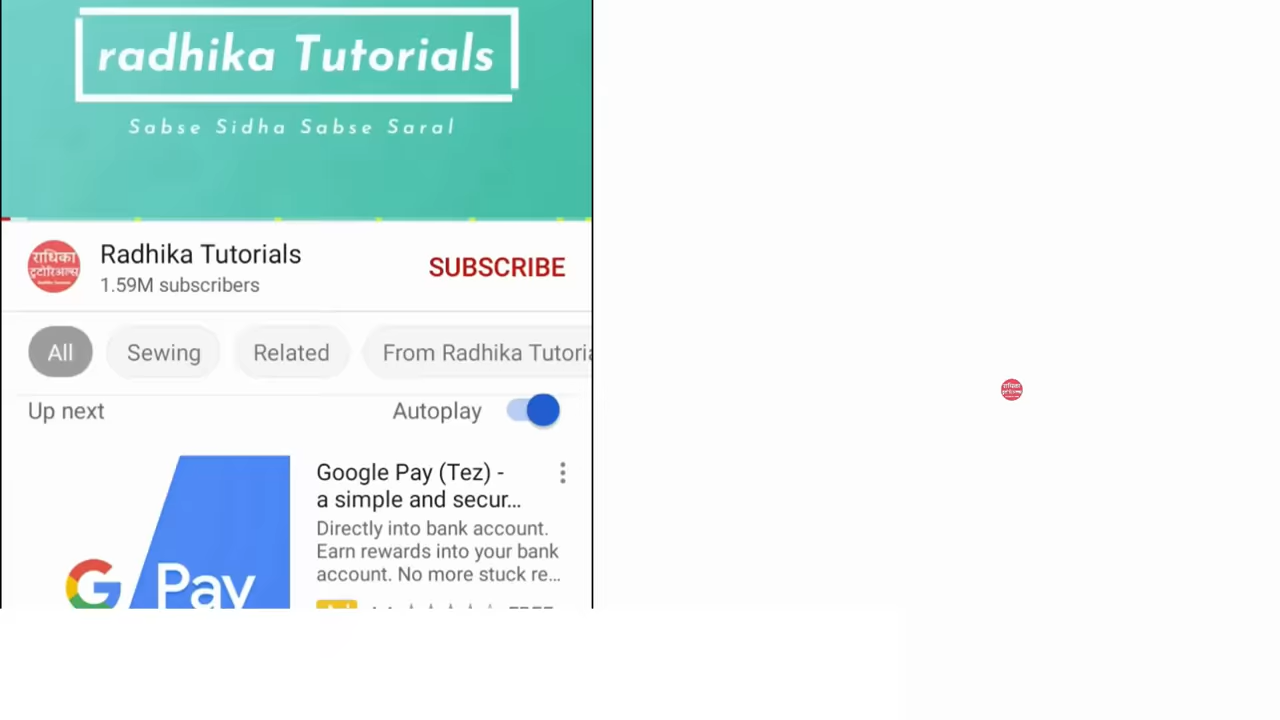 radhika Tutorials
Sabse Sidha Sabse Saral
राधिका
टुटोरिअल्स
Radhika Tutorials
1.59M subscribers
SUBSCRIBE
All
Sewing
Related
From Radhika Tutoria
Up next
Autoplay
Google Pay (Tez) -
a simple and secur...
Directly into bank account.
Earn rewards into your bank
account. No more stuck re...
G Pay